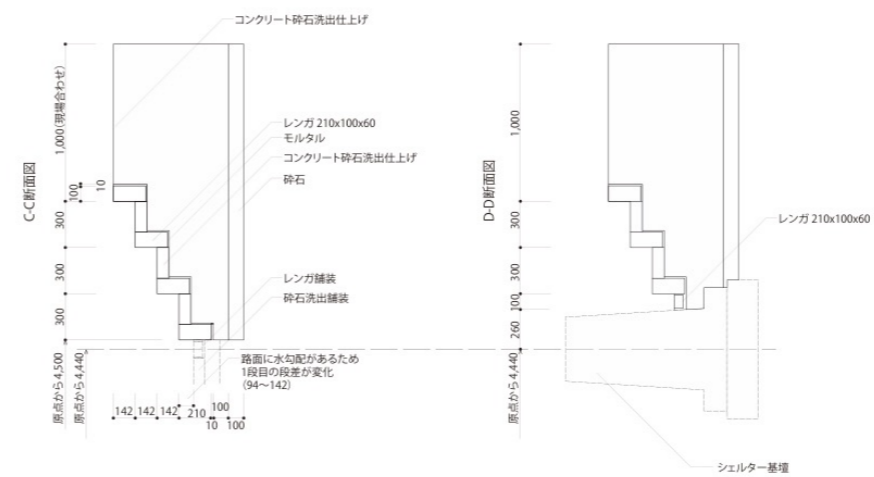 コンクリート砕石洗出仕上げ
C-C断面図
1,000(現場合わせ)
100
10
300
300
300
原点から 4,500
原点から 4,440
レンガ 210x100x60
モルタル
コンクリート砕石洗出仕上げ
砕石
レンガ舗装
砕石洗出舗装
路面に水勾配があるため
1段目の段差が変化
(94~142)
142
142
142
210
10
100
100
D-D断面図
1,000
300
300
100
260
原点から 4,440
レンガ 210x100x60
シェルター基壇